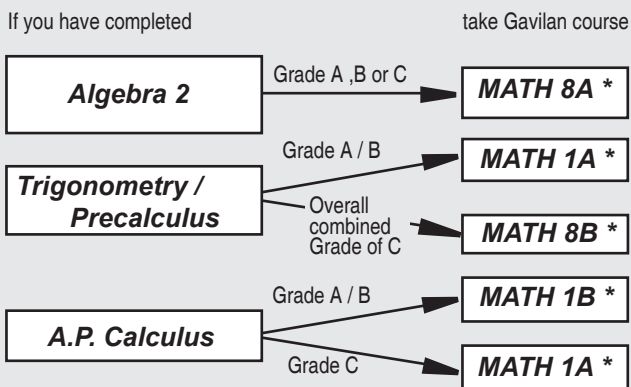 If you have completed take Gavilan course
Algebra 2
Grade A ,B or C
MATH 8A *
Trigonometry /
Precalculus
Grade A / B
MATH 1A *
Overall
combined
Grade of C
MATH 8B *
A.P. Calculus
Grade A / B
MATH 1B *
Grade C
MATH 1A *